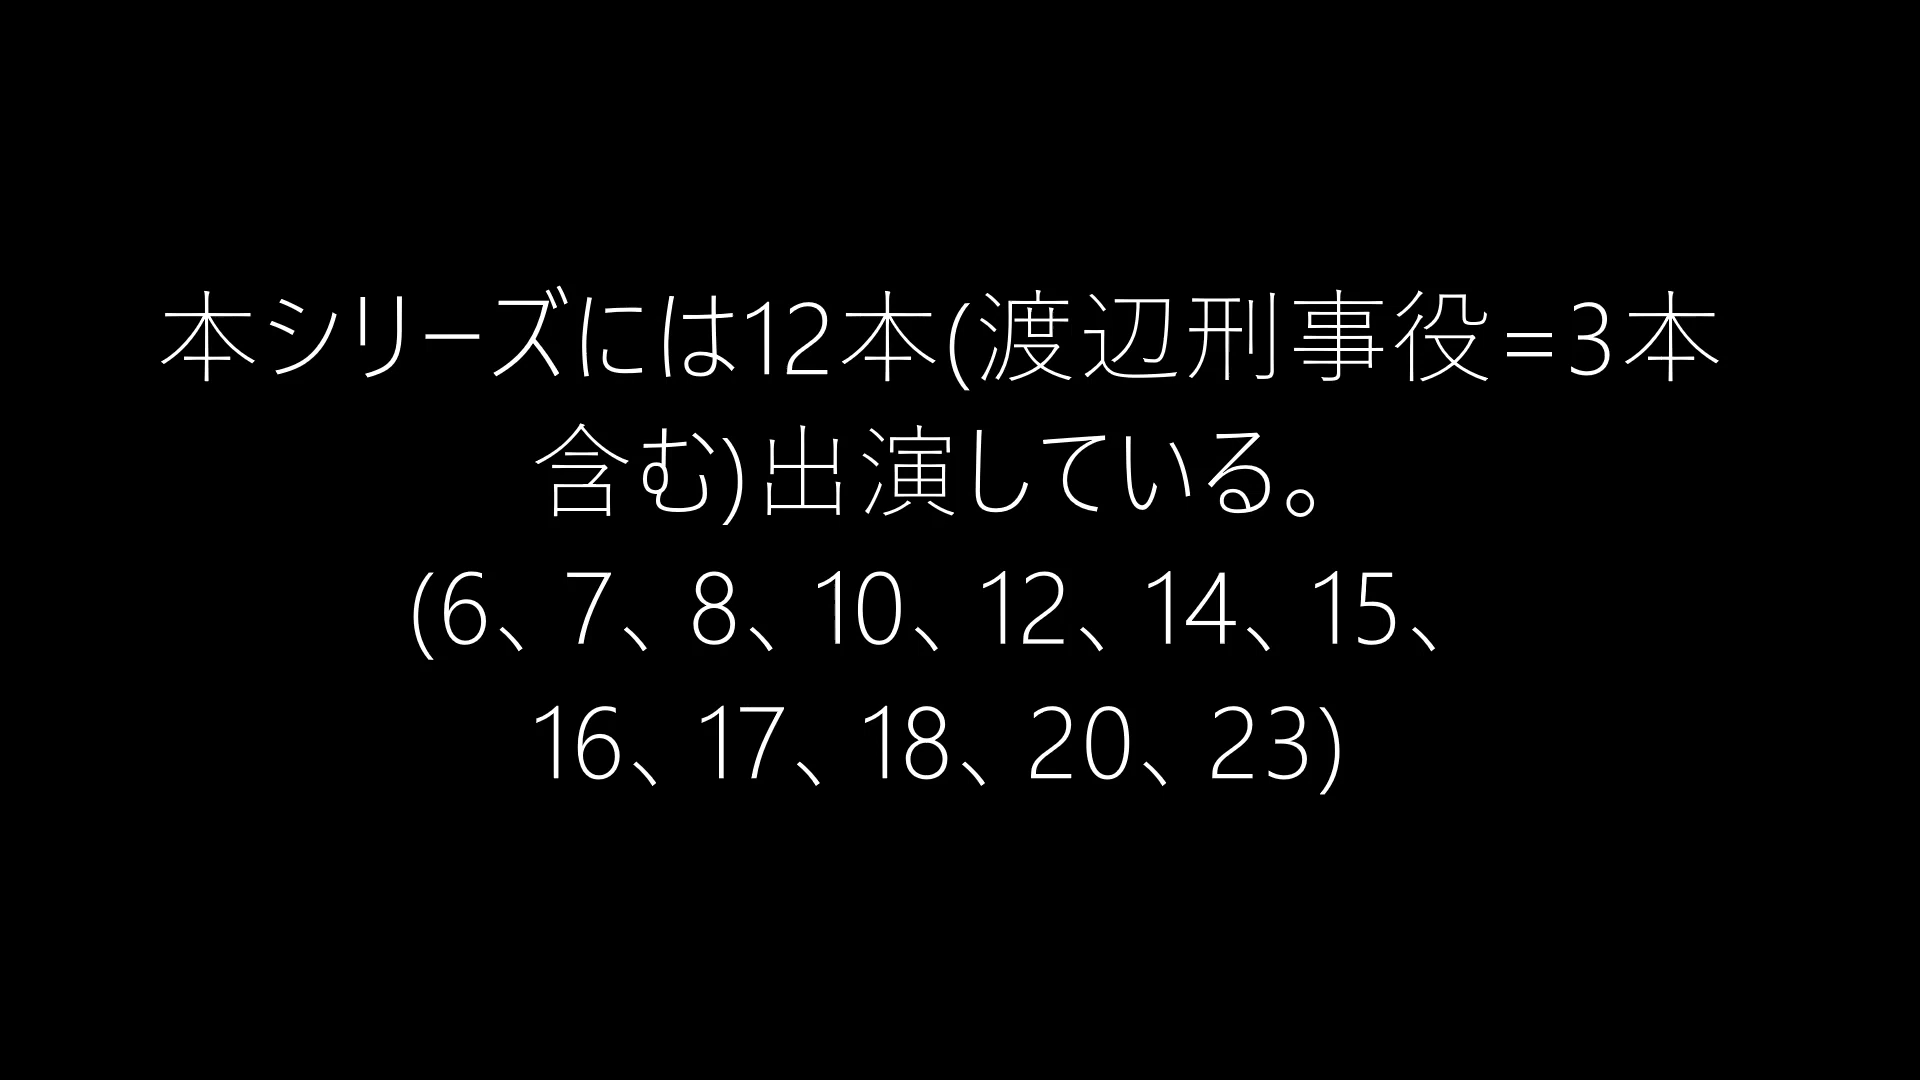 本シリーズには12本(渡辺刑事役=3本
含む)出演している。
(6、7、8、10、12、14、15、
16、17、18、20、23)